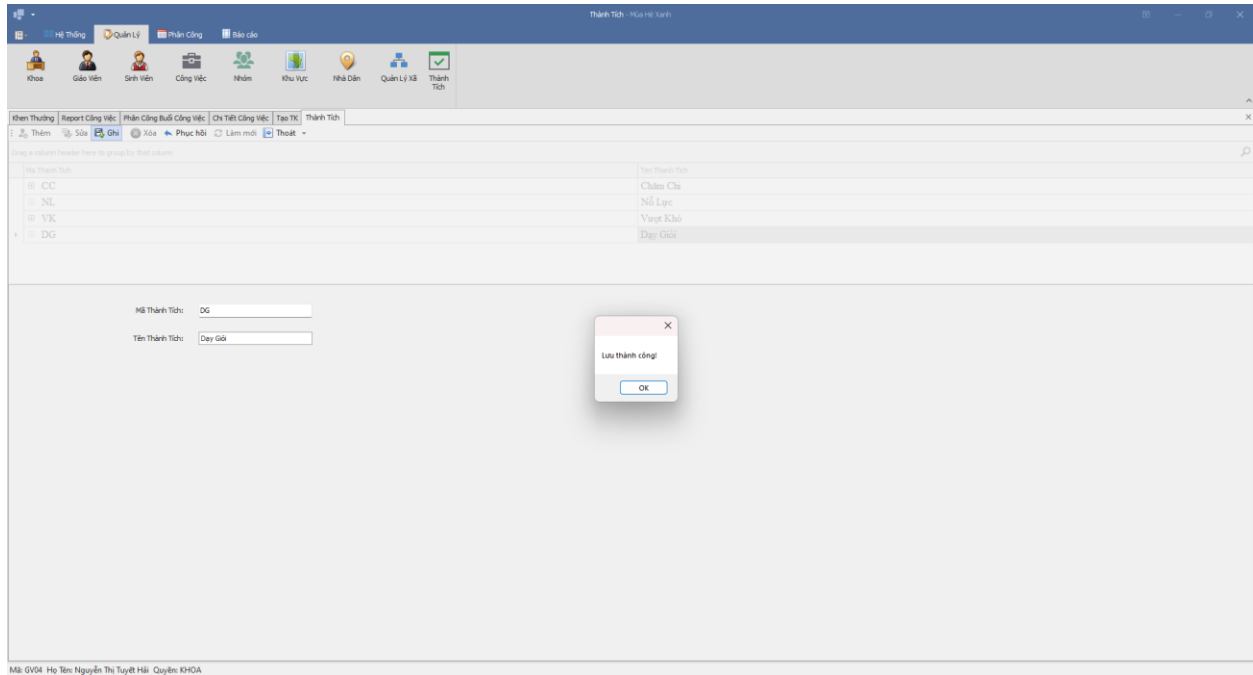 Thành Tích - Mùa Hè Xanh
Hệ Thống Quản Lý Phân Công Báo cáo
Khoa Giáo Viên Sinh Viên Công Việc Nhóm Khu Vực Nhà Dân Quản Lý Xã Thành Tích
Khen Thưởng Report Công Việc Phân Công Buổi Công Việc Chi Tiết Công Việc Tạo TK Thành Tích
Thêm Sửa Ghi Xóa Phục hồi Làm mới Thoát
Drag a column header here to group by that column
Mã Thành Tích Tên Thành Tích
CC Chăm Chỉ
NL Nỗ Lực
VK Vượt Khó
DG Dạy Giỏi
Mã Thành Tích: DG
Tên Thành Tích: Dạy Giỏi
Lưu thành công!
OK
Mã: GV04 Họ Tên: Nguyễn Thị Tuyết Hải Quyền: KHOA